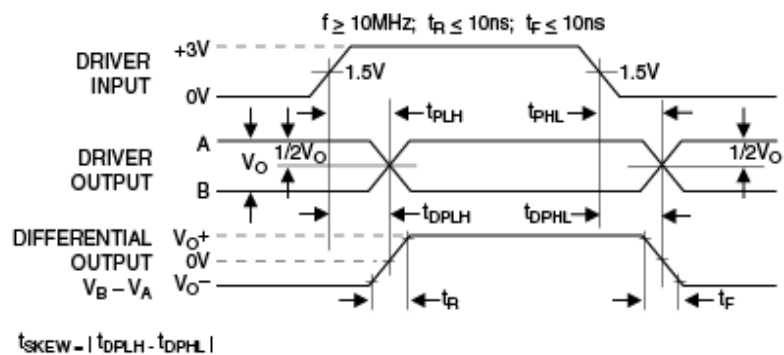 f ≥ 10MHz; tR ≤ 10ns; tF ≤ 10ns
+3V
DRIVER
INPUT
1.5V
1.5V
0V
tPLH
tPHL
A
DRIVER
OUTPUT
VO
1/2VO
1/2VO
B
tDPLH
tDPHL
DIFFERENTIAL
OUTPUT
VB – VA
VO+
0V
VO–
tR
tF
tSKEW = | tDPLH - tDPHL |